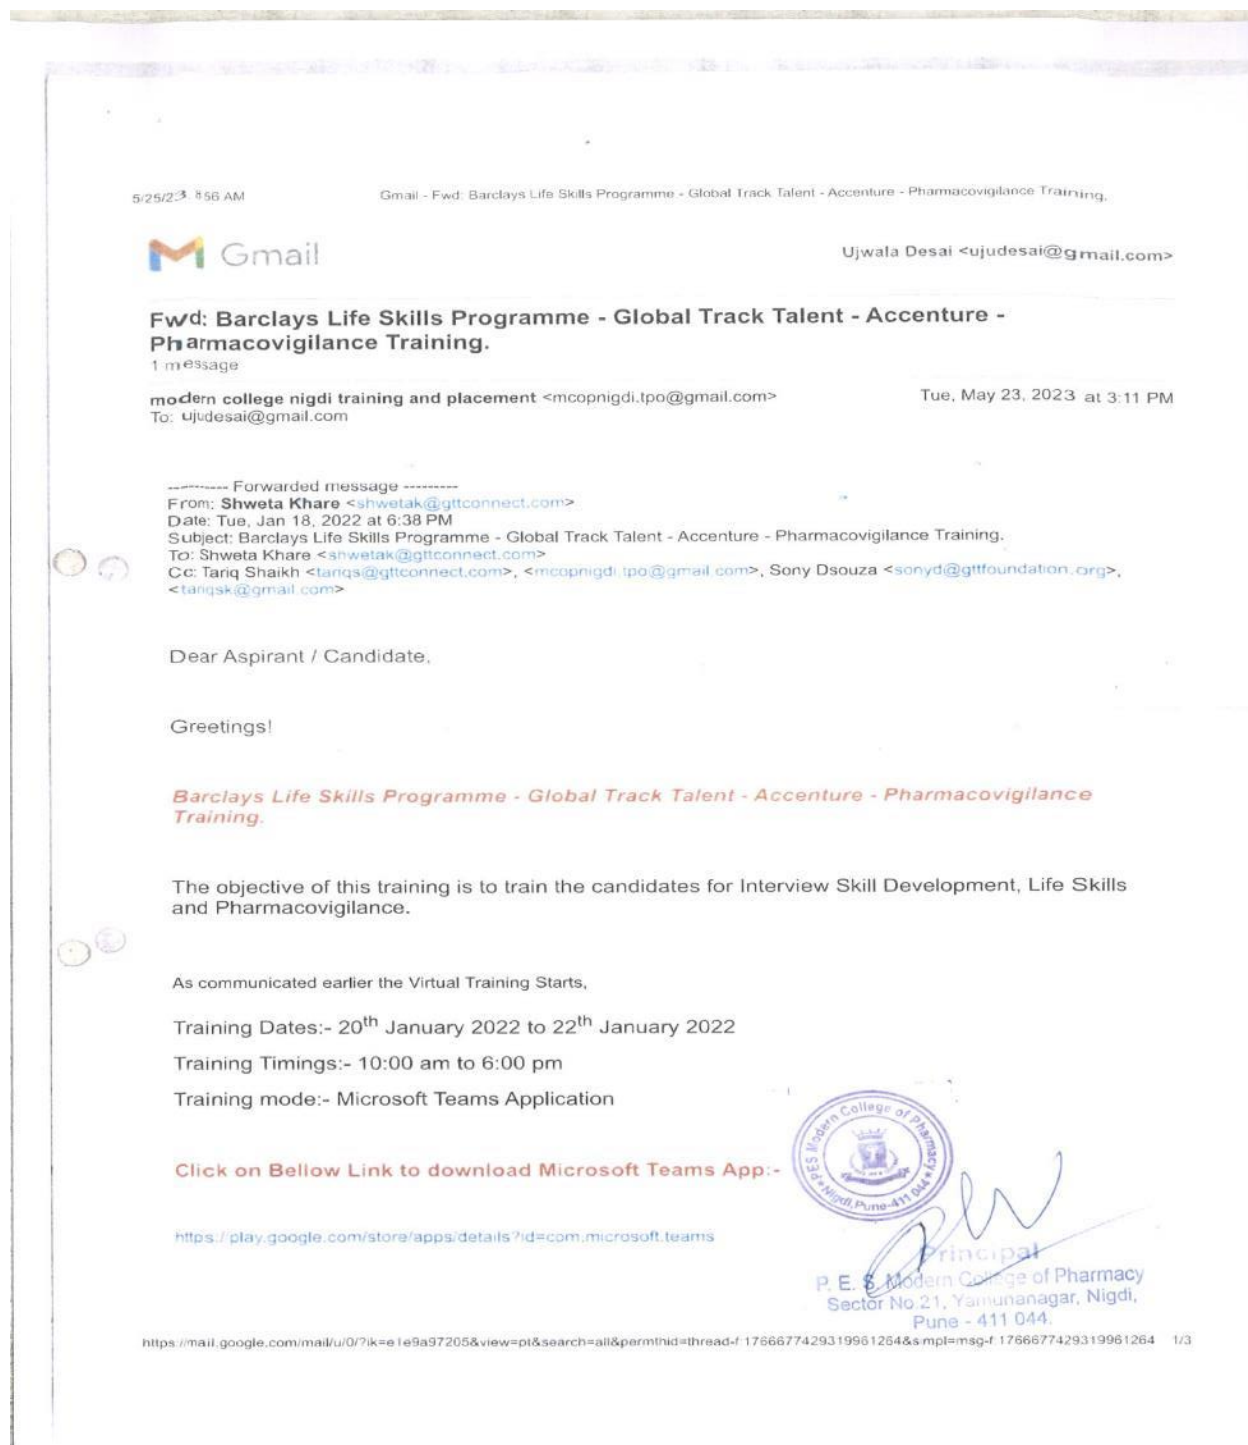 5/25/23, 856 AM Gmail - Fwd: Barclays Life Skills Programme - Global Track Talent - Accenture - Pharmacovigilance Training.
Gmail
Ujwala Desai <ujudesai@gmail.com>
Fwd: Barclays Life Skills Programme - Global Track Talent - Accenture -
Pharmacovigilance Training.
1 message
modern college nigdi training and placement <mcopnigdi.tpo@gmail.com> Tue, May 23, 2023 at 3:11 PM
To: ujudesai@gmail.com
---------- Forwarded message ---------
From: Shweta Khare <shwetak@gttconnect.com>
Date: Tue, Jan 18, 2022 at 6:38 PM
Subject: Barclays Life Skills Programme - Global Track Talent - Accenture - Pharmacovigilance Training.
To: Shweta Khare <shwetak@gttconnect.com>
Cc: Tariq Shaikh <tariqs@gttconnect.com>, <mcopnigdi.tpo@gmail.com>, Sony Dsouza <sonyd@gttfoundation.org>,
<tariqsk@gmail.com>
Dear Aspirant / Candidate,
Greetings!
Barclays Life Skills Programme - Global Track Talent - Accenture - Pharmacovigilance
Training.
The objective of this training is to train the candidates for Interview Skill Development, Life Skills
and Pharmacovigilance.
As communicated earlier the Virtual Training Starts,
Training Dates:- 20th January 2022 to 22th January 2022
Training Timings:- 10:00 am to 6:00 pm
Training mode:- Microsoft Teams Application
Click on Bellow Link to download Microsoft Teams App:-
https://play.google.com/store/apps/details?id=com.microsoft.teams
PES Modern College of Pharmacy
Nigdi, Pune-411 044
Principal
P. E. S. Modern College of Pharmacy
Sector No.21, Yamunanagar, Nigdi,
Pune - 411 044.
https://mail.google.com/mail/u/0/?ik=e1e9a97205&view=pt&search=all&permthid=thread-f:1766677429319961264&simpl=msg-f:1766677429319961264 1/3